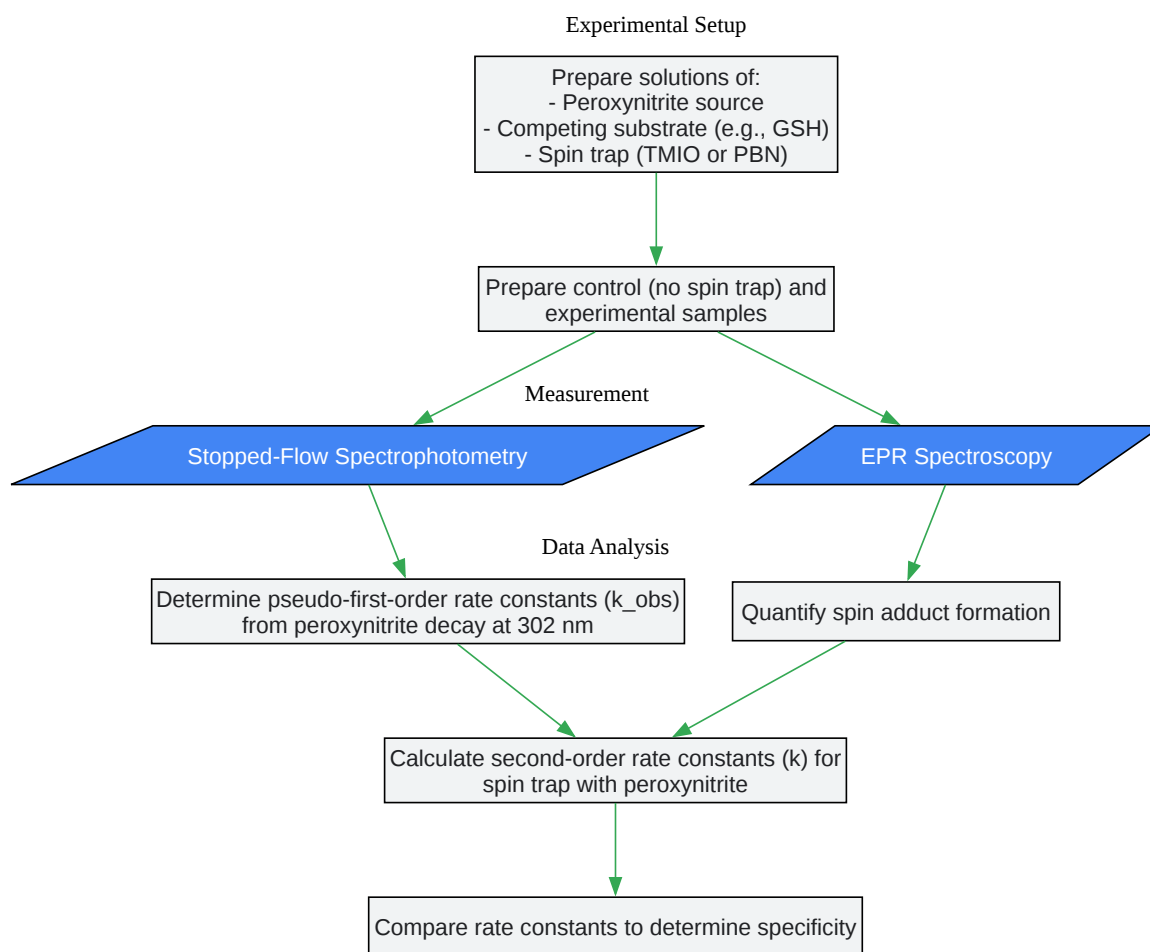 Experimental Setup
Prepare solutions of:
- Peroxynitrite source
- Competing substrate (e.g., GSH)
- Spin trap (TMIO or PBN)
Prepare control (no spin trap) and
experimental samples
Measurement
Stopped-Flow Spectrophotometry
EPR Spectroscopy
Data Analysis
Determine pseudo-first-order rate constants (k_obs)
from peroxynitrite decay at 302 nm
Quantify spin adduct formation
Calculate second-order rate constants (k) for
spin trap with peroxynitrite
Compare rate constants to determine specificity